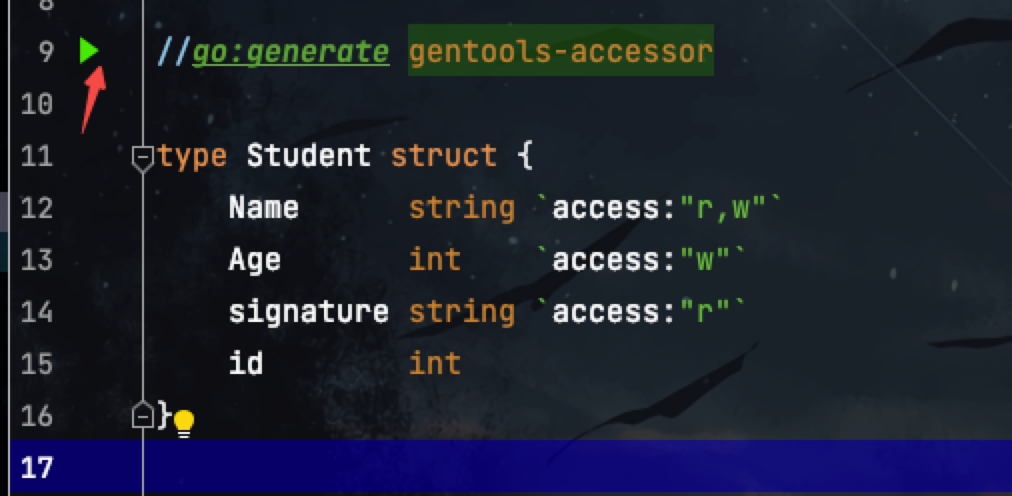 8
9 //go:generate gentools-accessor
10
11 type Student struct {
12 Name string `access:"r,w"`
13 Age int `access:"w"`
14 signature string `access:"r"`
15 id int
16 }
17